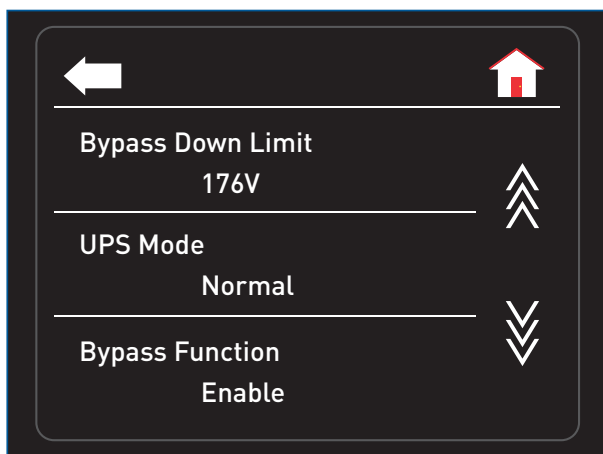 Bypass Down Limit
176V
UPS Mode
Normal
Bypass Function
Enable